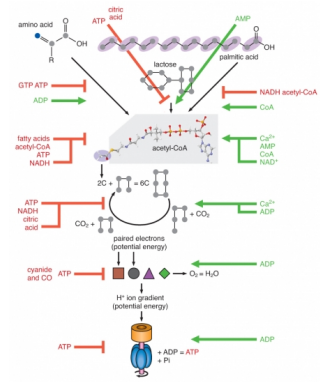 citric
acid
ATP
AMP
amino acid
O
OH
R
O
OH
palmitic acid
lactose
GTP ATP
ADP
NADH acetyl-CoA
CoA
fatty acids
acetyl-CoA
ATP
NADH
acetyl-CoA
Ca2+
AMP
CoA
NAD+
2C + = 6C
ATP
NADH
citric
acid
CO2 +
+ CO2
Ca2+
ADP
paired electrons
(potential energy)
cyanide
and CO
ATP
O2 = H2O
ADP
H+ ion gradient
(potential energy)
ATP
ADP
+ ADP = ATP
+ Pi